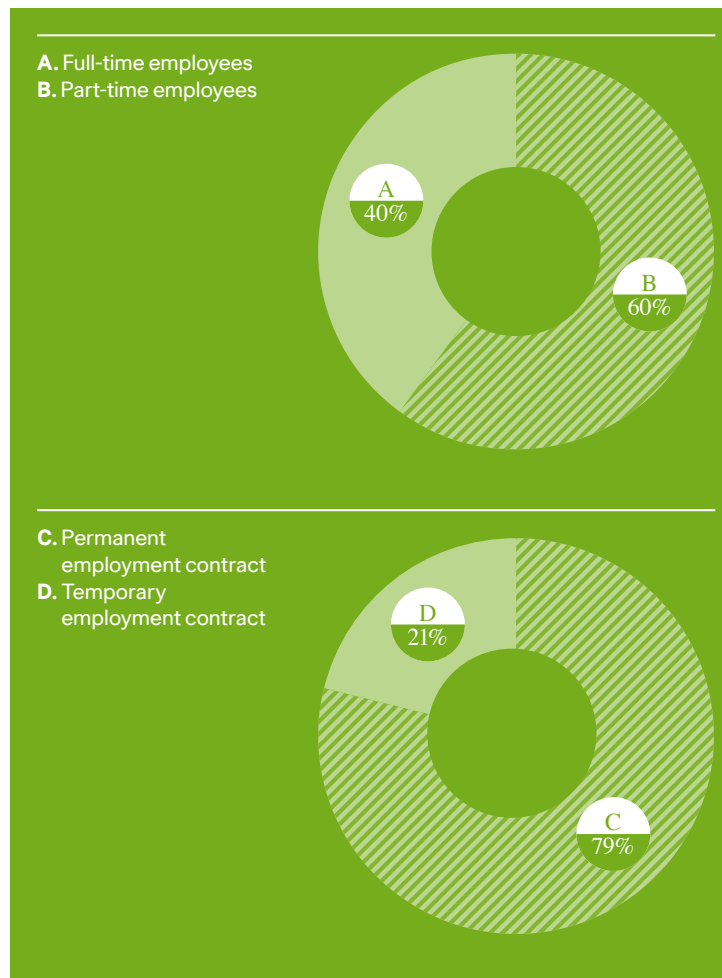 A. Full-time employees
B. Part-time employees
A
40%
B
60%
C. Permanent
employment contract
D. Temporary
employment contract
D
21%
C
79%